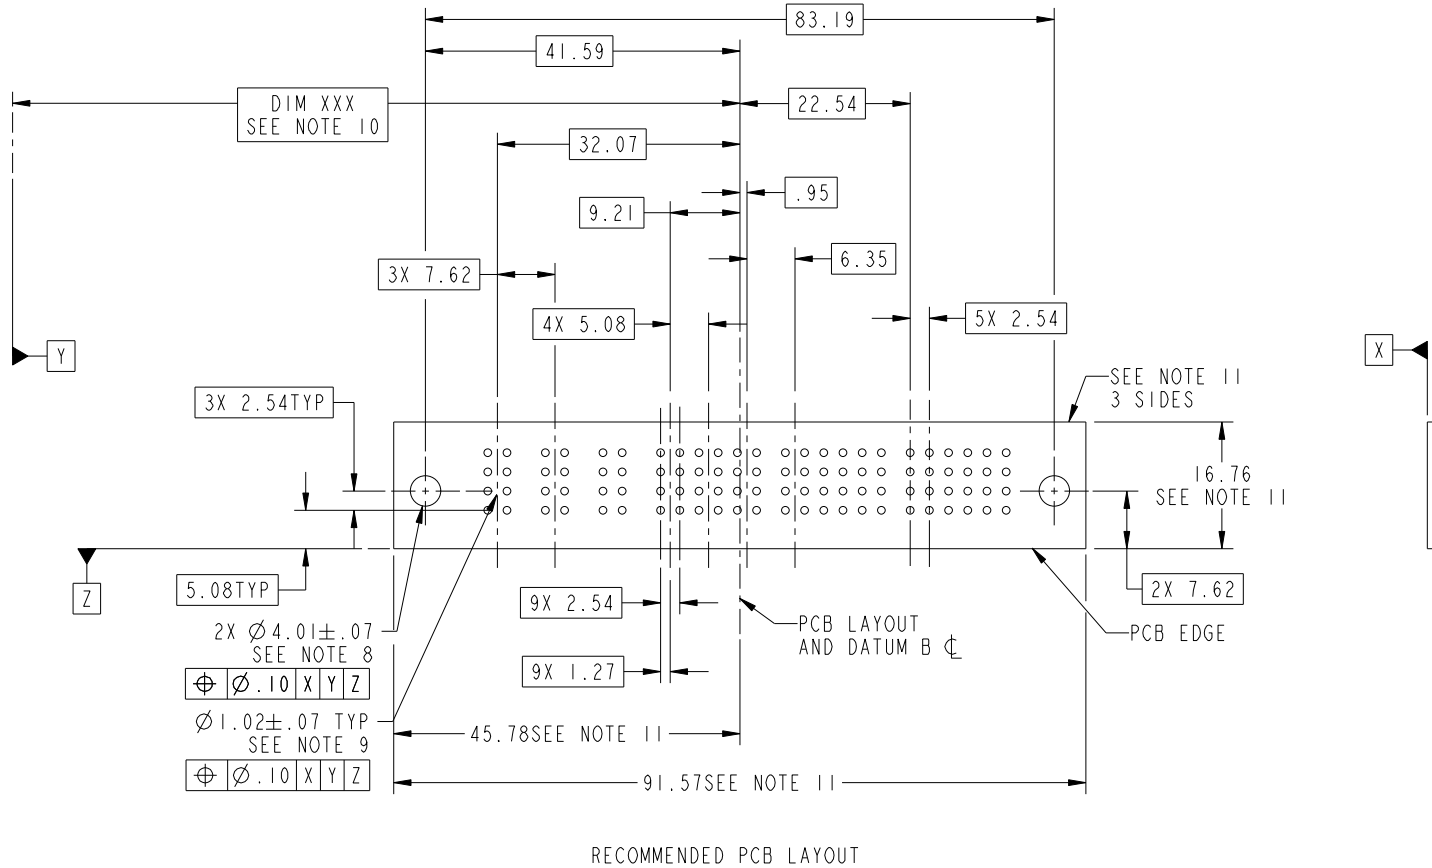 83.19
41.59
DIM XXX
SEE NOTE 10
22.54
32.07
.95
9.21
6.35
3X 7.62
4X 5.08
5X 2.54
Y
X
SEE NOTE 11
3 SIDES
3X 2.54TYP
16.76
SEE NOTE 11
5.08TYP
Z
9X 2.54
2X 7.62
PCB LAYOUT
AND DATUM B ℄
PCB EDGE
2X ∅4.01±.07
SEE NOTE 8
⌖ ∅.10 X Y Z
9X 1.27
∅1.02±.07 TYP
SEE NOTE 9
⌖ ∅.10 X Y Z
45.78SEE NOTE 11
91.57SEE NOTE 11
RECOMMENDED PCB LAYOUT